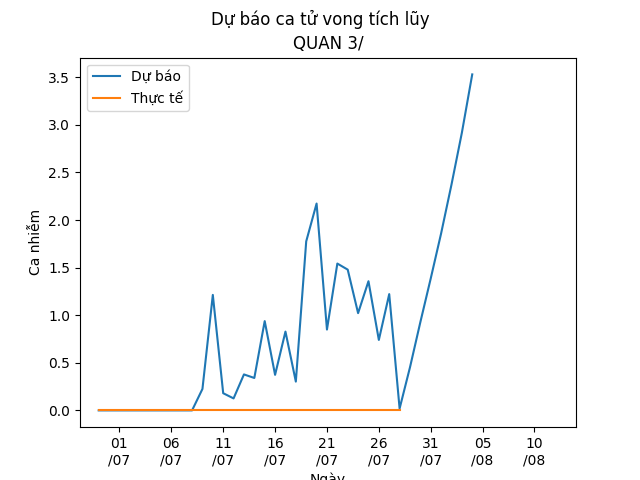 Dự báo ca tử vong tích lũy
QUAN 3/
Dự báo
Thực tế
Ca nhiễm
3.5
3.0
2.5
2.0
1.5
1.0
0.5
0.0
01 06 11 16 21 26 31 05 10
/07 /07 /07 /07 /07 /07 /07 /08 /08
Ngày